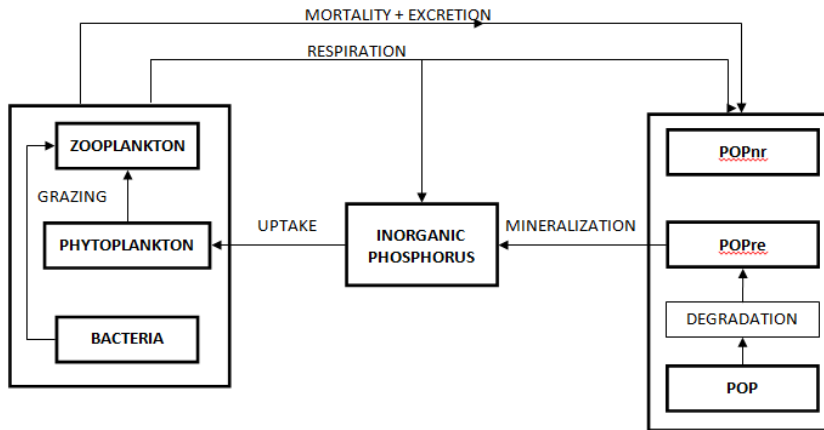 MORTALITY + EXCRETION
RESPIRATION
ZOOPLANKTON
POPnr
GRAZING
PHYTOPLANKTON
UPTAKE
INORGANIC
PHOSPHORUS
MINERALIZATION
POPre
DEGRADATION
BACTERIA
POP